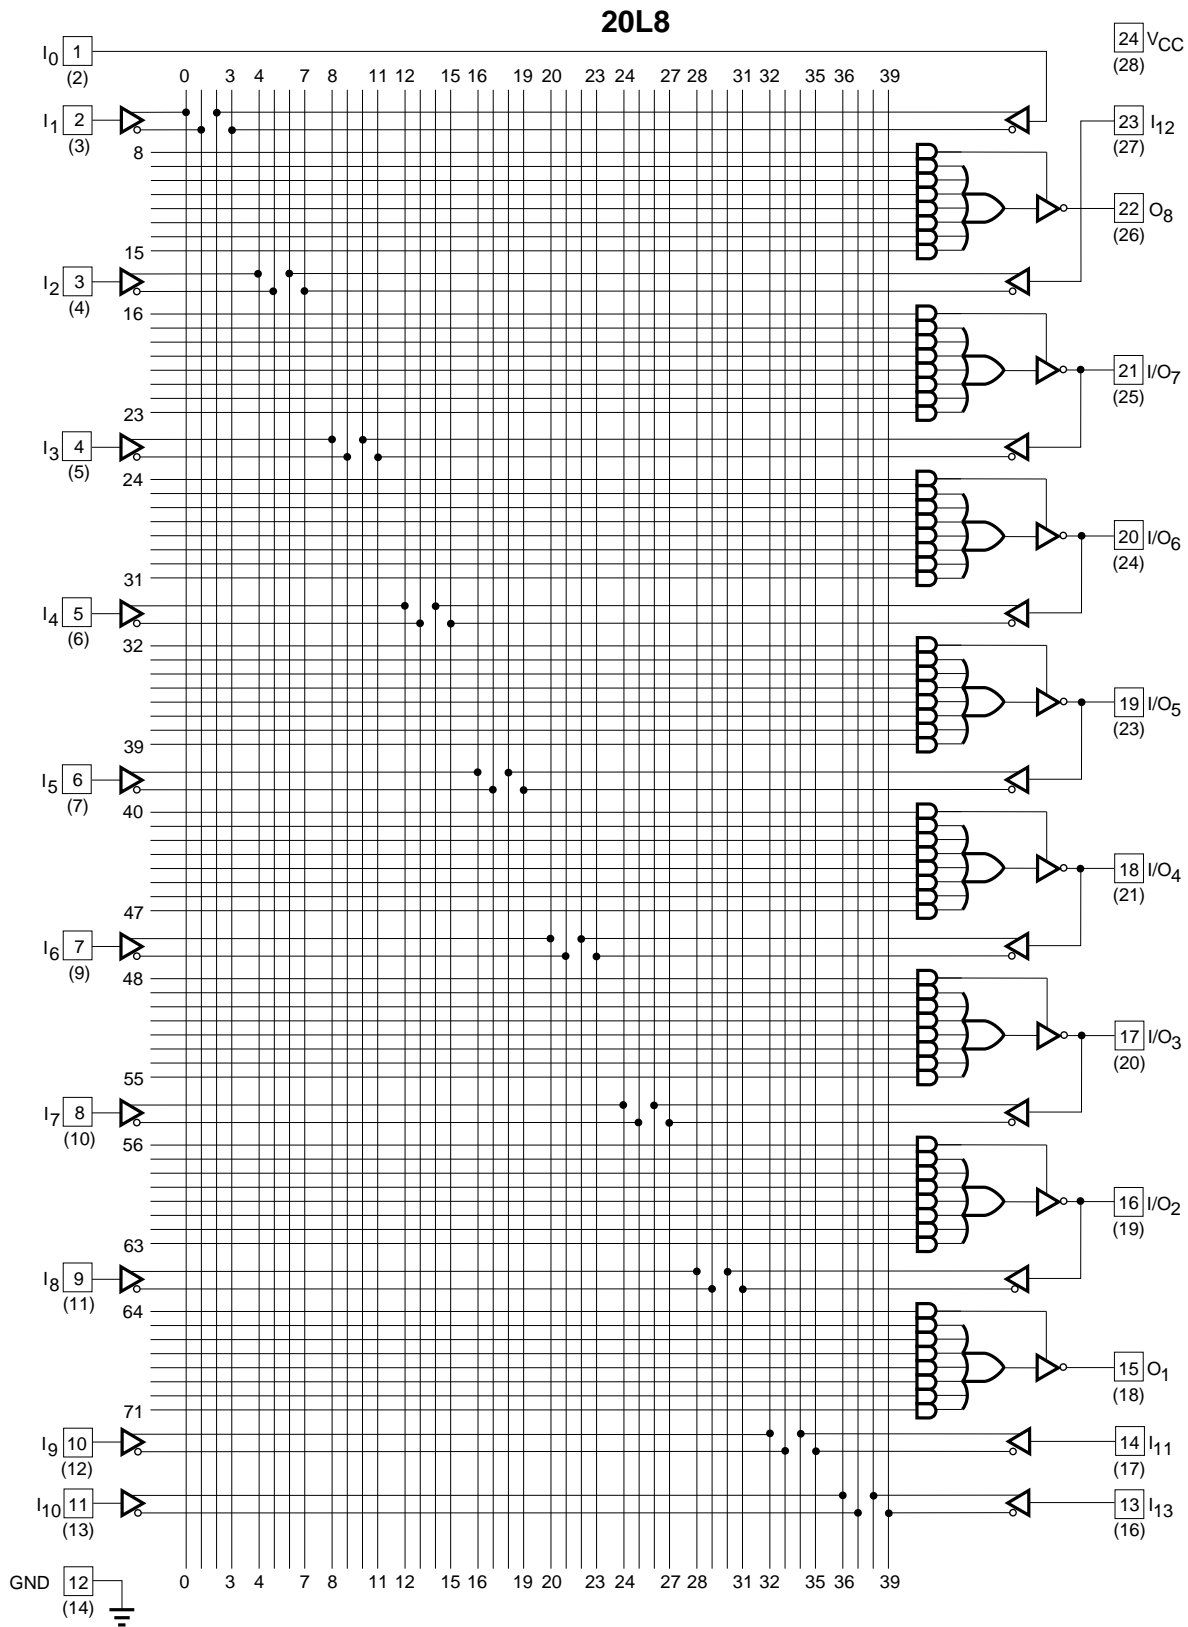 20L8
I0 1 24 VCC
(2) (28)
0 3 4 7 8 11 12 15 16 19 20 23 24 27 28 31 32 35 36 39
I1 2 23 I12
(3) (27)
8
22 O8
(26)
15
I2 3
(4)
16
21 I/O7
(25)
23
I3 4
(5)
24
20 I/O6
(24)
31
I4 5
(6)
32
19 I/O5
(23)
39
I5 6
(7)
40
18 I/O4
(21)
47
I6 7
(9)
48
17 I/O3
(20)
55
I7 8
(10)
56
16 I/O2
(19)
63
I8 9
(11)
64
15 O1
(18)
71
I9 10 14 I11
(12) (17)
I10 11 13 I13
(13) (16)
GND 12 0 3 4 7 8 11 12 15 16 19 20 23 24 27 28 31 32 35 36 39
(14)